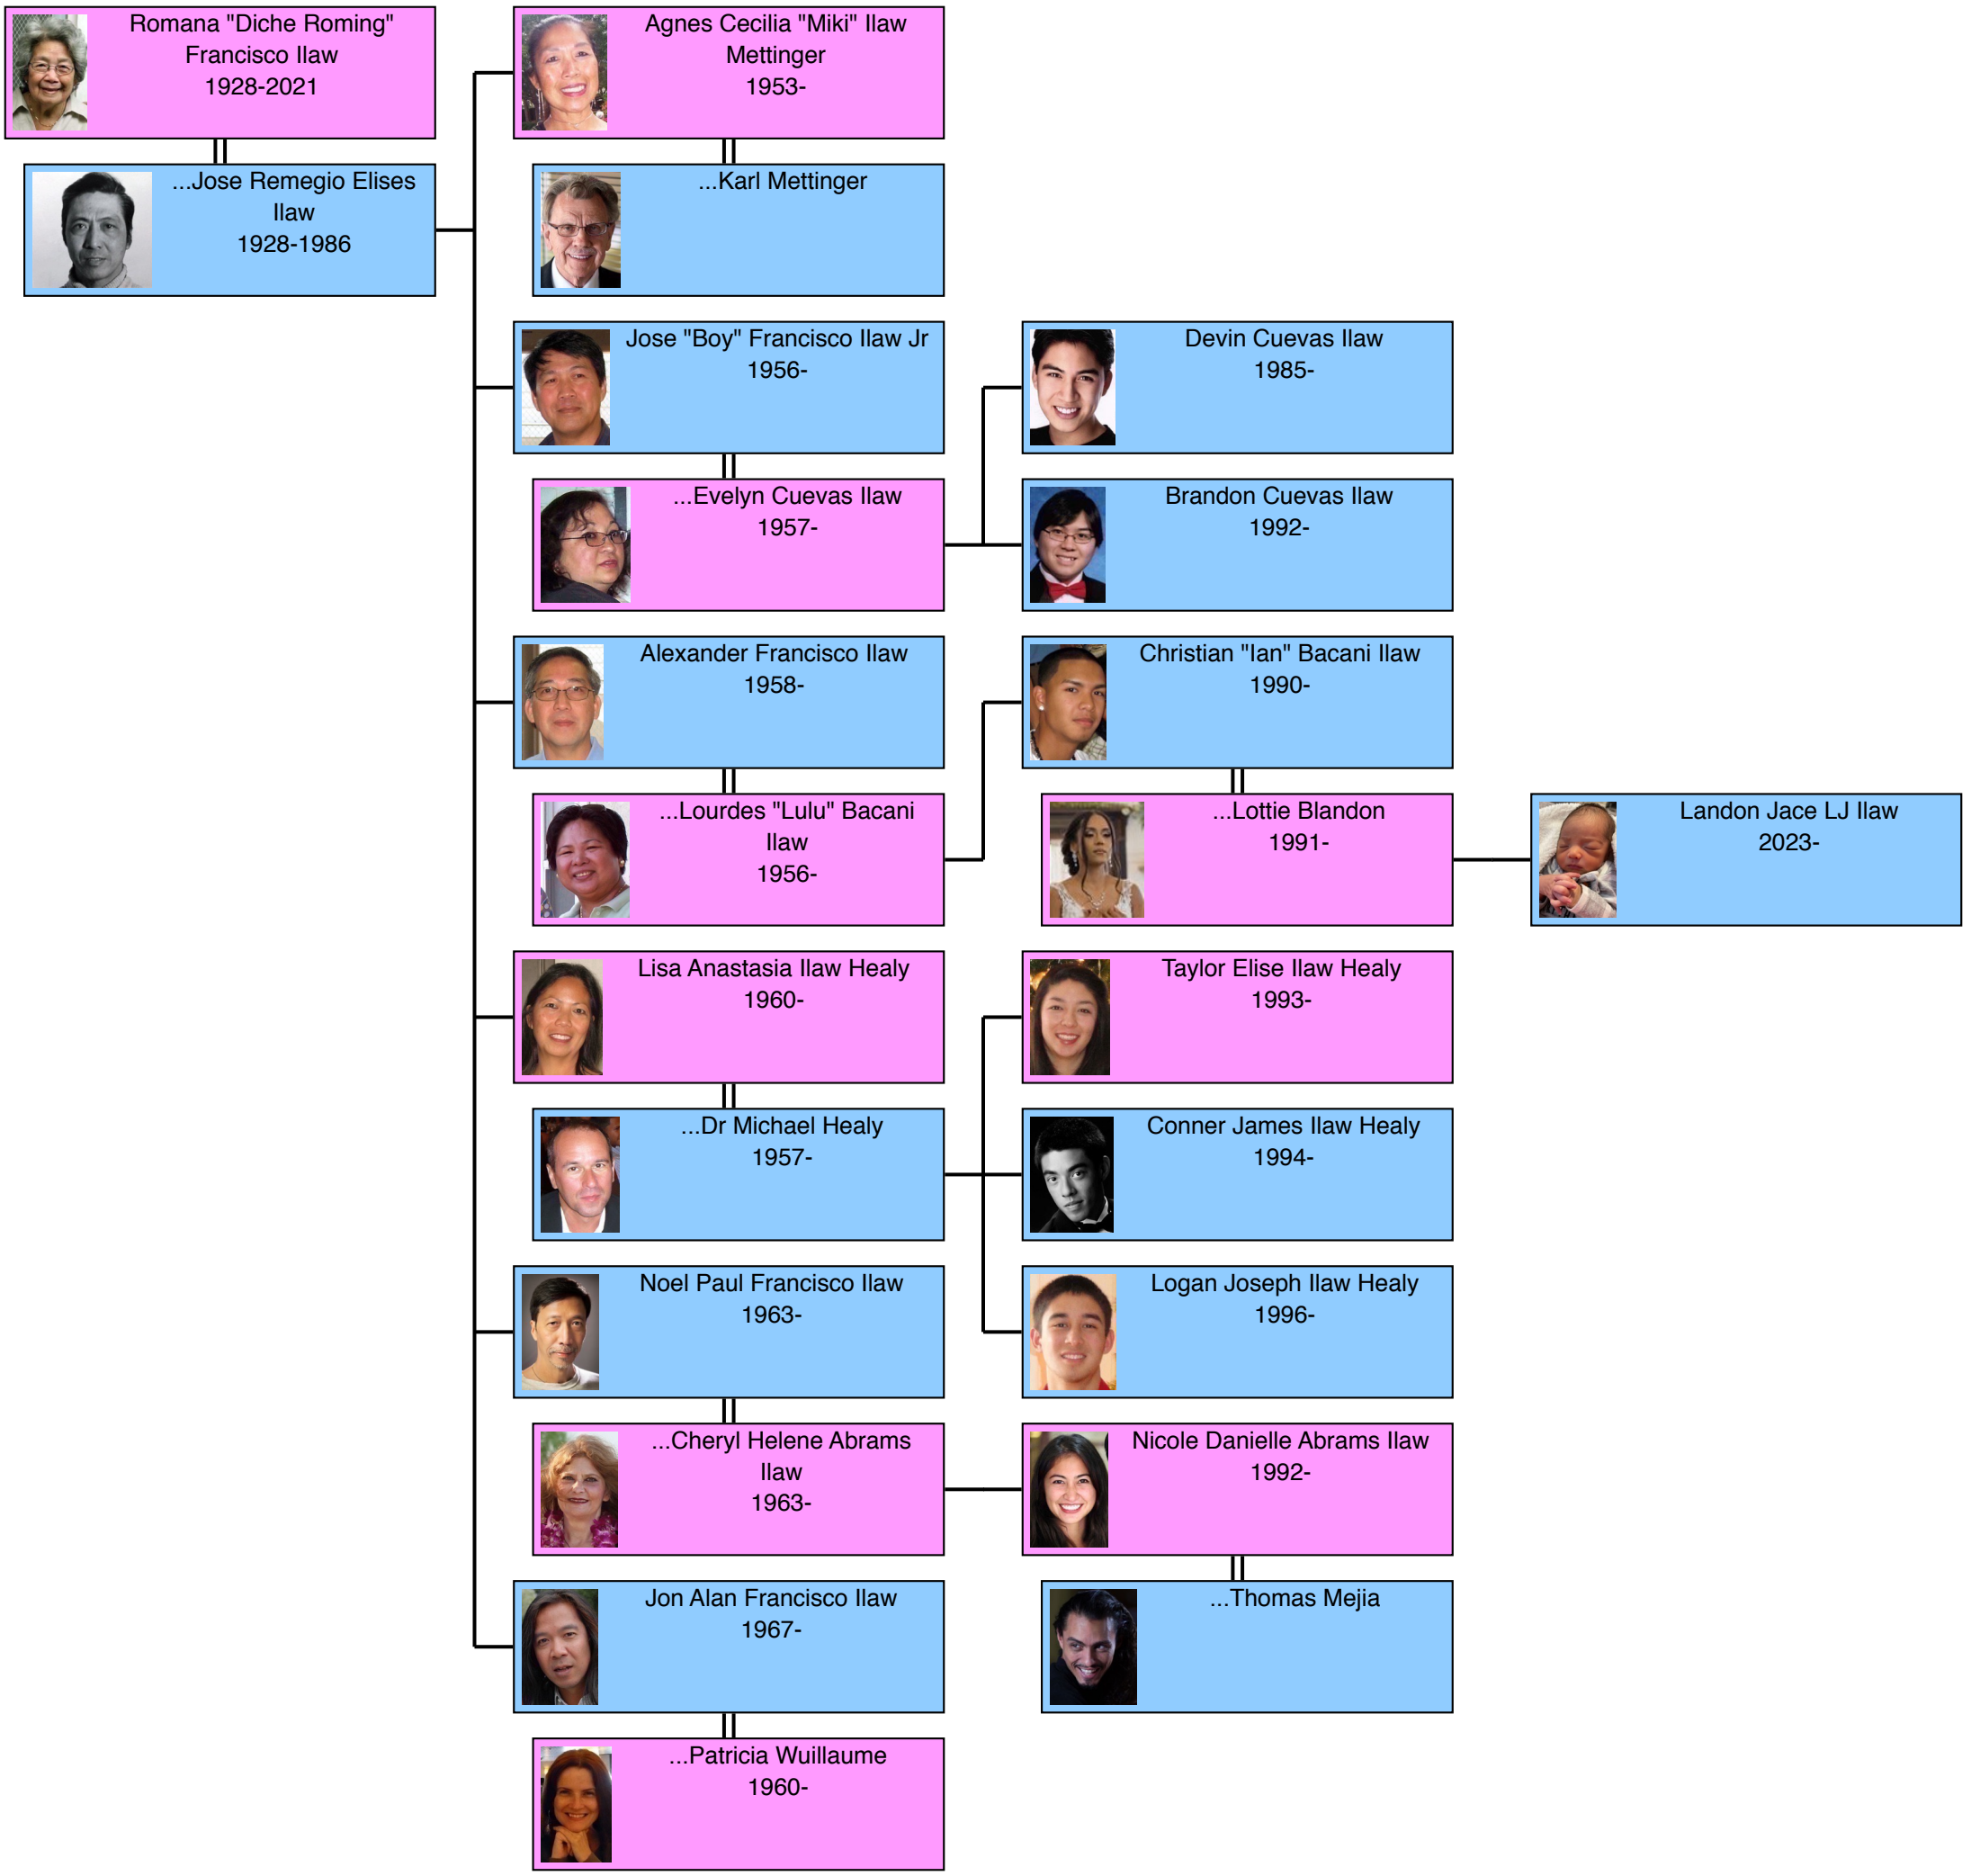 Romana "Diche Roming"
Francisco Ilaw
1928-2021
...Jose Remegio Elises
Ilaw
1928-1986
Agnes Cecilia "Miki" Ilaw
Mettinger
1953-
...Karl Mettinger
Jose "Boy" Francisco Ilaw Jr
1956-
...Evelyn Cuevas Ilaw
1957-
Devin Cuevas Ilaw
1985-
Brandon Cuevas Ilaw
1992-
Alexander Francisco Ilaw
1958-
...Lourdes "Lulu" Bacani
Ilaw
1956-
Christian "Ian" Bacani Ilaw
1990-
...Lottie Blandon
1991-
Landon Jace LJ Ilaw
2023-
Lisa Anastasia Ilaw Healy
1960-
...Dr Michael Healy
1957-
Taylor Elise Ilaw Healy
1993-
Conner James Ilaw Healy
1994-
Logan Joseph Ilaw Healy
1996-
Noel Paul Francisco Ilaw
1963-
...Cheryl Helene Abrams
Ilaw
1963-
Nicole Danielle Abrams Ilaw
1992-
...Thomas Mejia
Jon Alan Francisco Ilaw
1967-
...Patricia Wuillaume
1960-